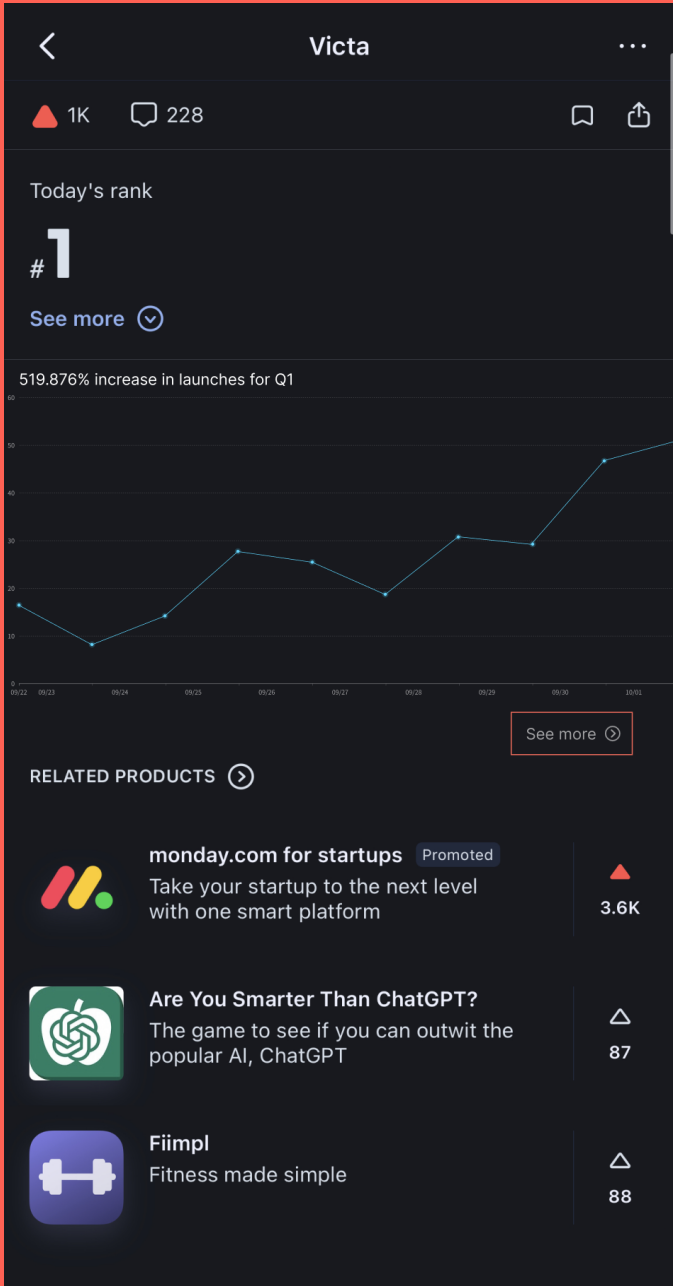 Victa
1K 228
Today's rank
#1
See more
519.876% increase in launches for Q1
60
50
40
30
20
10
0
09/22 09/23 09/24 09/25 09/26 09/27 09/28 09/29 09/30 10/01
See more
RELATED PRODUCTS
monday.com for startups Promoted
Take your startup to the next level
with one smart platform
3.6K
Are You Smarter Than ChatGPT?
The game to see if you can outwit the
popular AI, ChatGPT
87
Fiimpl
Fitness made simple
88